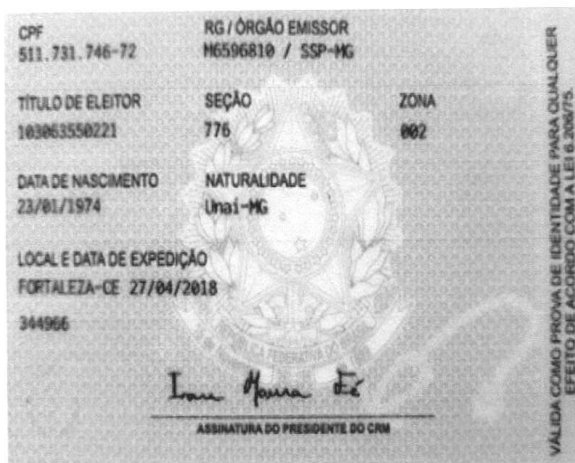 CPF
511.731.746-72
RG / ÓRGÃO EMISSOR
M6596810 / SSP-MG
TÍTULO DE ELEITOR
103063550221
SEÇÃO
776
ZONA
002
DATA DE NASCIMENTO
23/01/1974
NATURALIDADE
Unai-MG
LOCAL E DATA DE EXPEDIÇÃO
FORTALEZA-CE 27/04/2018
344966
ASSINATURA DO PRESIDENTE DO CRM
VÁLIDA COMO PROVA DE IDENTIDADE PARA QUALQUER
EFEITO DE ACORDO COM A LEI 6.206/75.